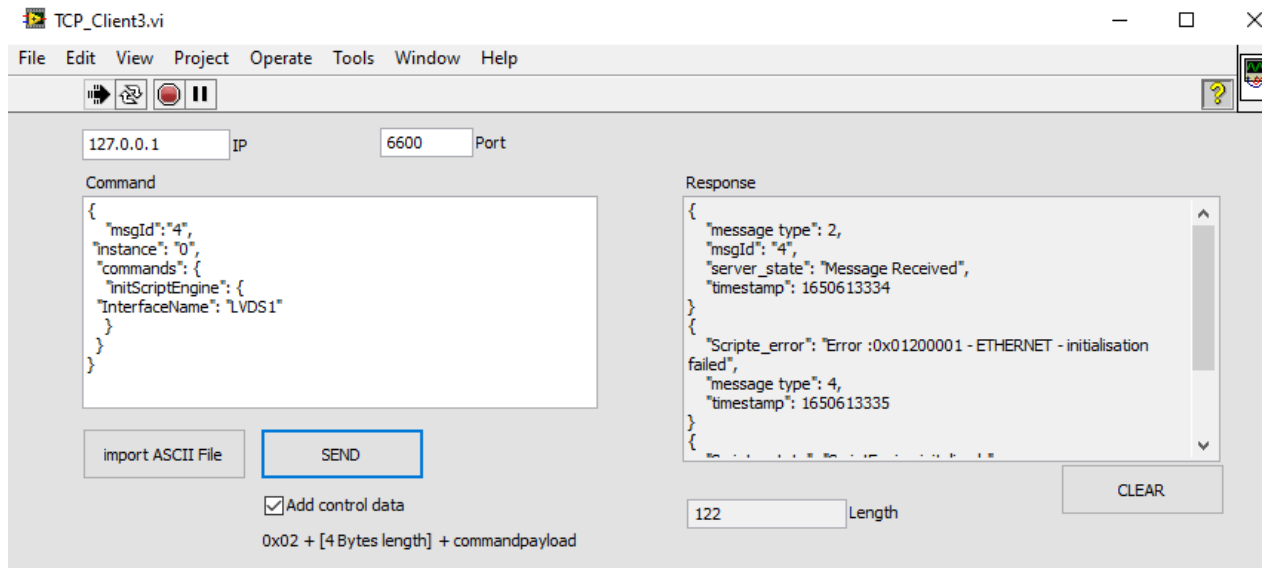 TCP_Client3.vi
File Edit View Project Operate Tools Window Help
127.0.0.1 IP 6600 Port
Command
{
"msgId":"4",
"instance": "0",
"commands": {
"initScriptEngine": {
"InterfaceName": "LVDS1"
}
}
}
Response
{
"message type": 2,
"msgId": "4",
"server_state": "Message Received",
"timestamp": 1650613334
}
{
"Scripte_error": "Error :0x01200001 - ETHERNET - initialisation
failed",
"message type": 4,
"timestamp": 1650613335
}
{
import ASCII File
SEND
Add control data
0x02 + [4 Bytes length] + commandpayload
122 Length
CLEAR